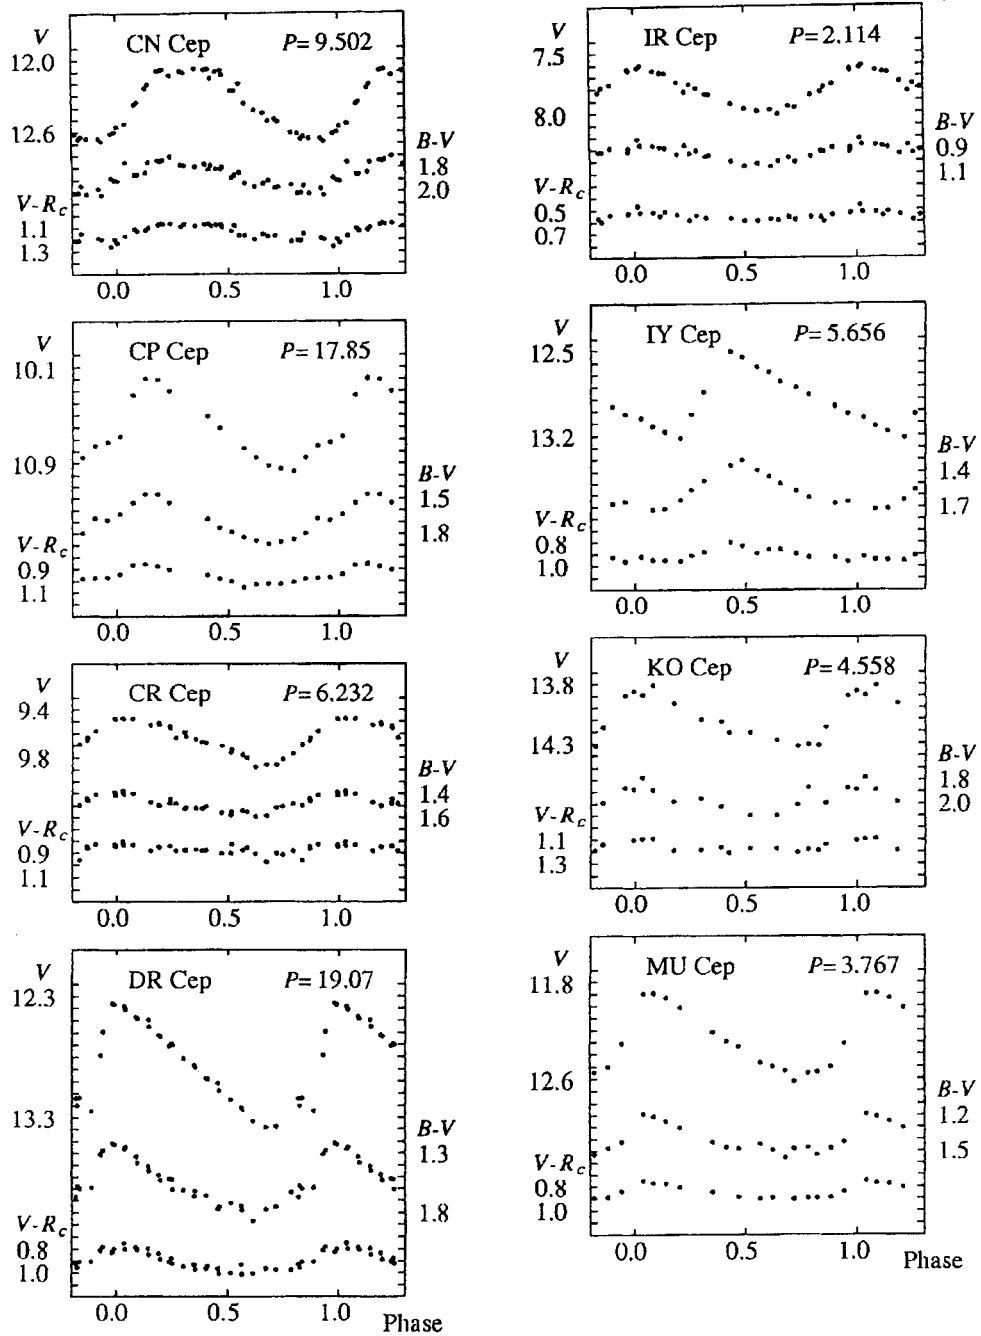 CN Cep P= 9.502
V
12.0
12.6
B-V
1.8
2.0
V-Rc
1.1
1.3
0.0 0.5 1.0
CP Cep P= 17.85
V
10.1
10.9
B-V
1.5
1.8
V-Rc
0.9
1.1
0.0 0.5 1.0
CR Cep P= 6.232
V
9.4
9.8
B-V
1.4
1.6
V-Rc
0.9
1.1
0.0 0.5 1.0
DR Cep P= 19.07
V
12.3
13.3
B-V
1.3
1.8
V-Rc
0.8
1.0
0.0 0.5 1.0
Phase
IR Cep P= 2.114
V
7.5
8.0
B-V
0.9
1.1
V-Rc
0.5
0.7
0.0 0.5 1.0
IY Cep P= 5.656
V
12.5
13.2
B-V
1.4
1.7
V-Rc
0.8
1.0
0.0 0.5 1.0
KO Cep P= 4.558
V
13.8
14.3
B-V
1.8
2.0
V-Rc
1.1
1.3
0.0 0.5 1.0
MU Cep P= 3.767
V
11.8
12.6
B-V
1.2
1.5
V-Rc
0.8
1.0
0.0 0.5 1.0
Phase